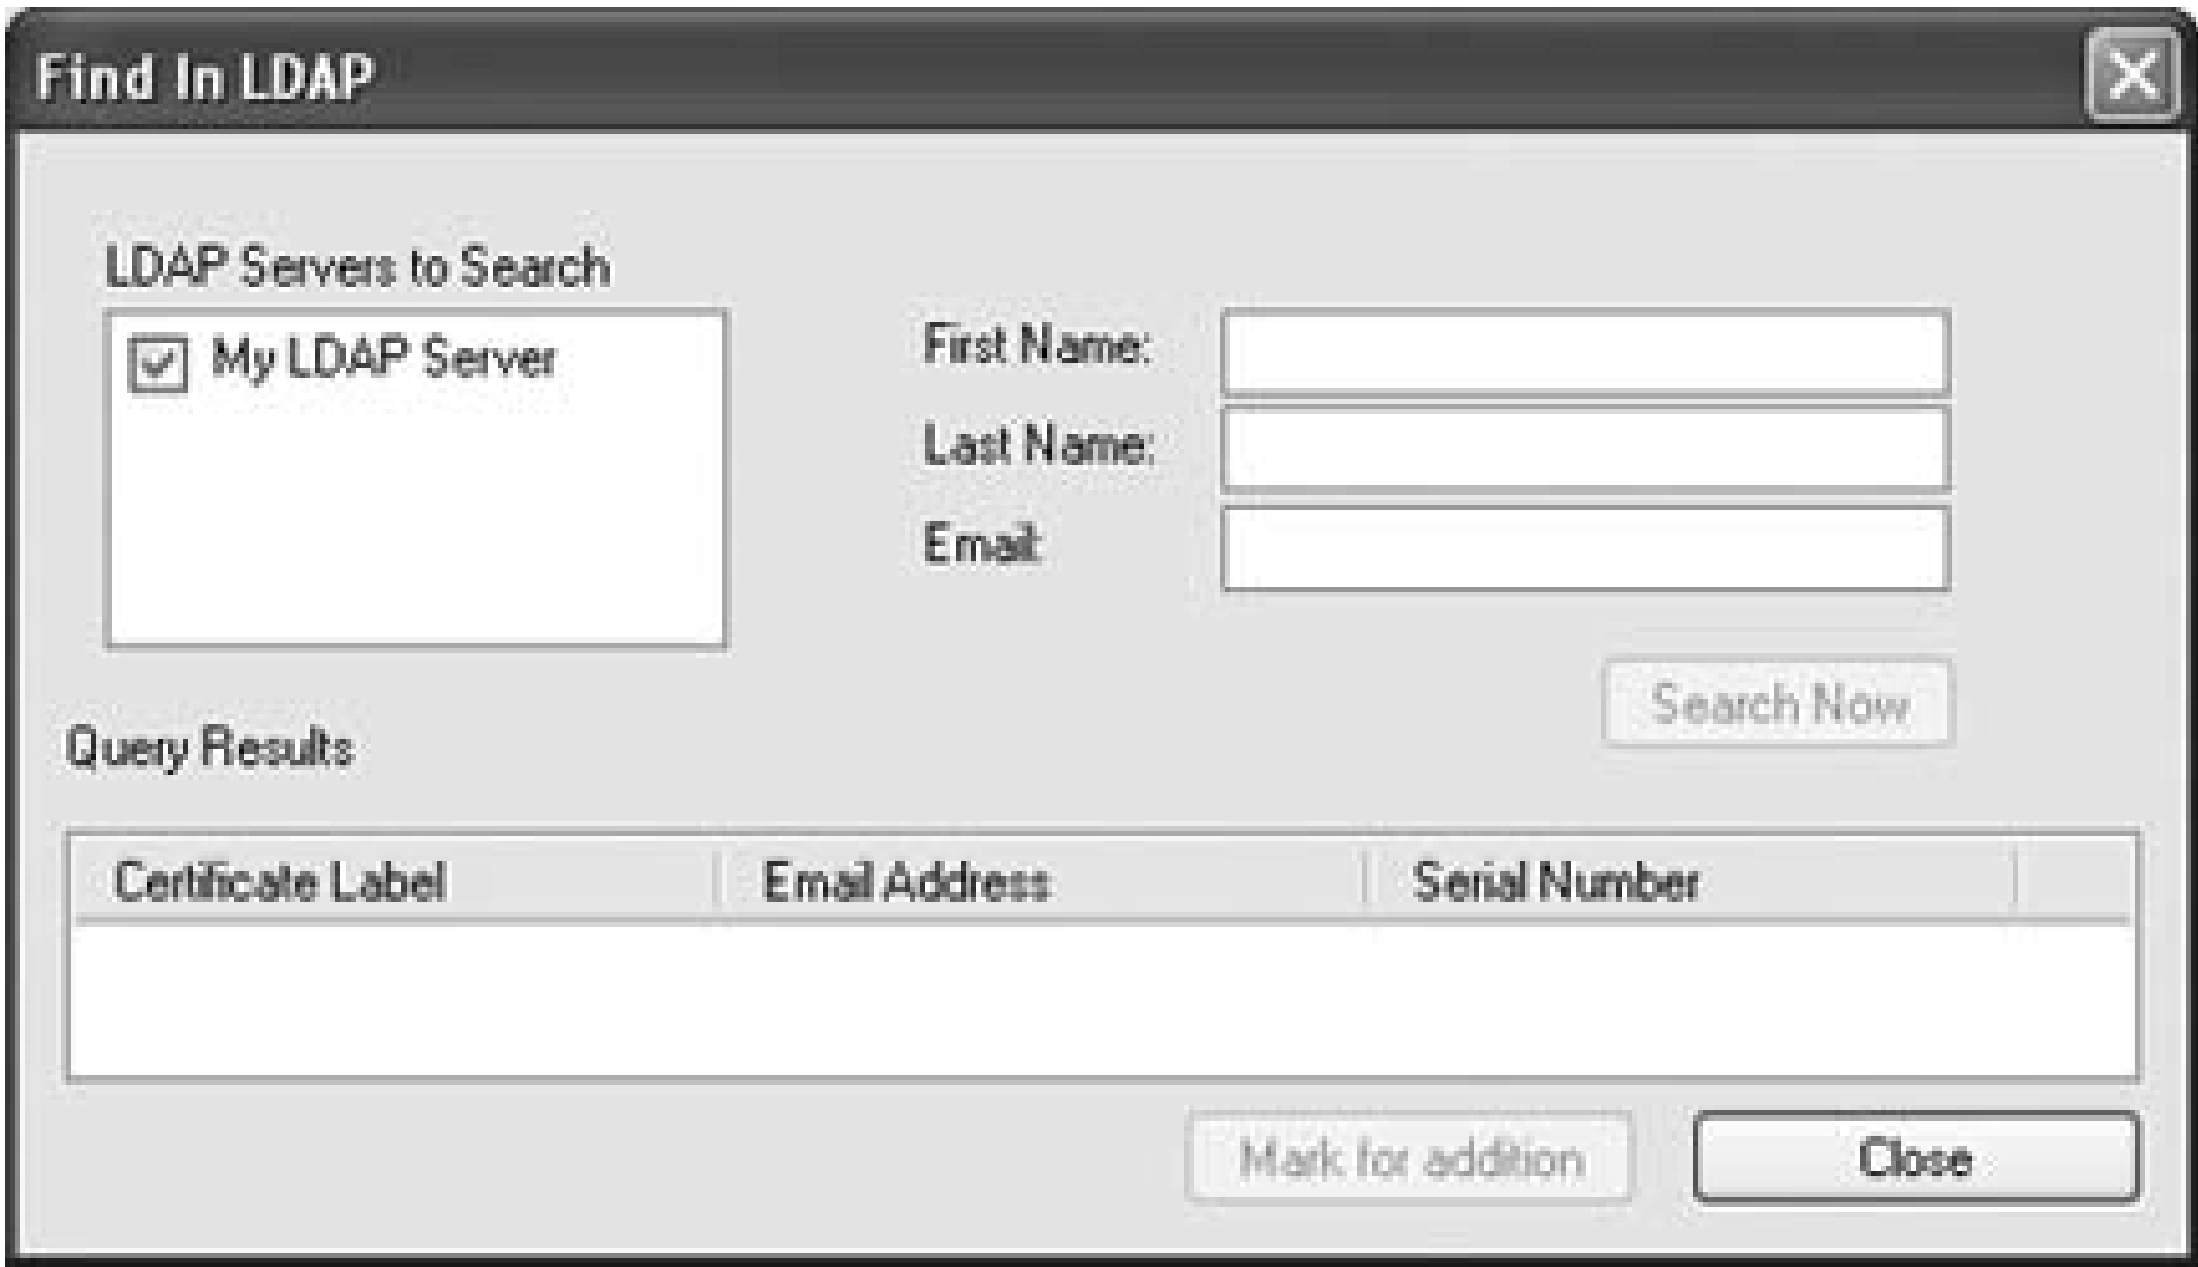 Find In LDAP
LDAP Servers to Search
My LDAP Server
First Name:
Last Name:
Email:
Search Now
Query Results
Certificate Label Email Address Serial Number
Mark for addition Close